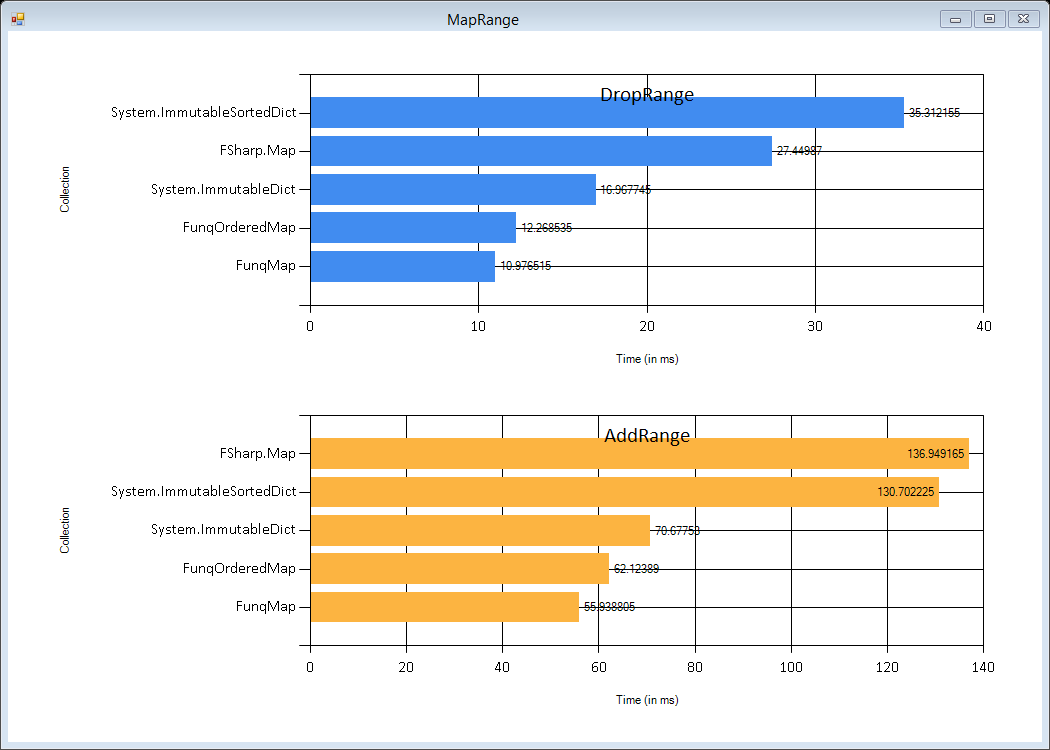 MapRange
DropRange
Collection
System.ImmutableSortedDict 35.312155
FSharp.Map 27.44987
System.ImmutableDict 16.967745
FunqOrderedMap 12.268535
FunqMap 10.976515
0 10 20 30 40
Time (in ms)
AddRange
Collection
FSharp.Map 136.949165
System.ImmutableSortedDict 130.702225
System.ImmutableDict 70.67753
FunqOrderedMap 62.12389
FunqMap 55.938805
0 20 40 60 80 100 120 140
Time (in ms)